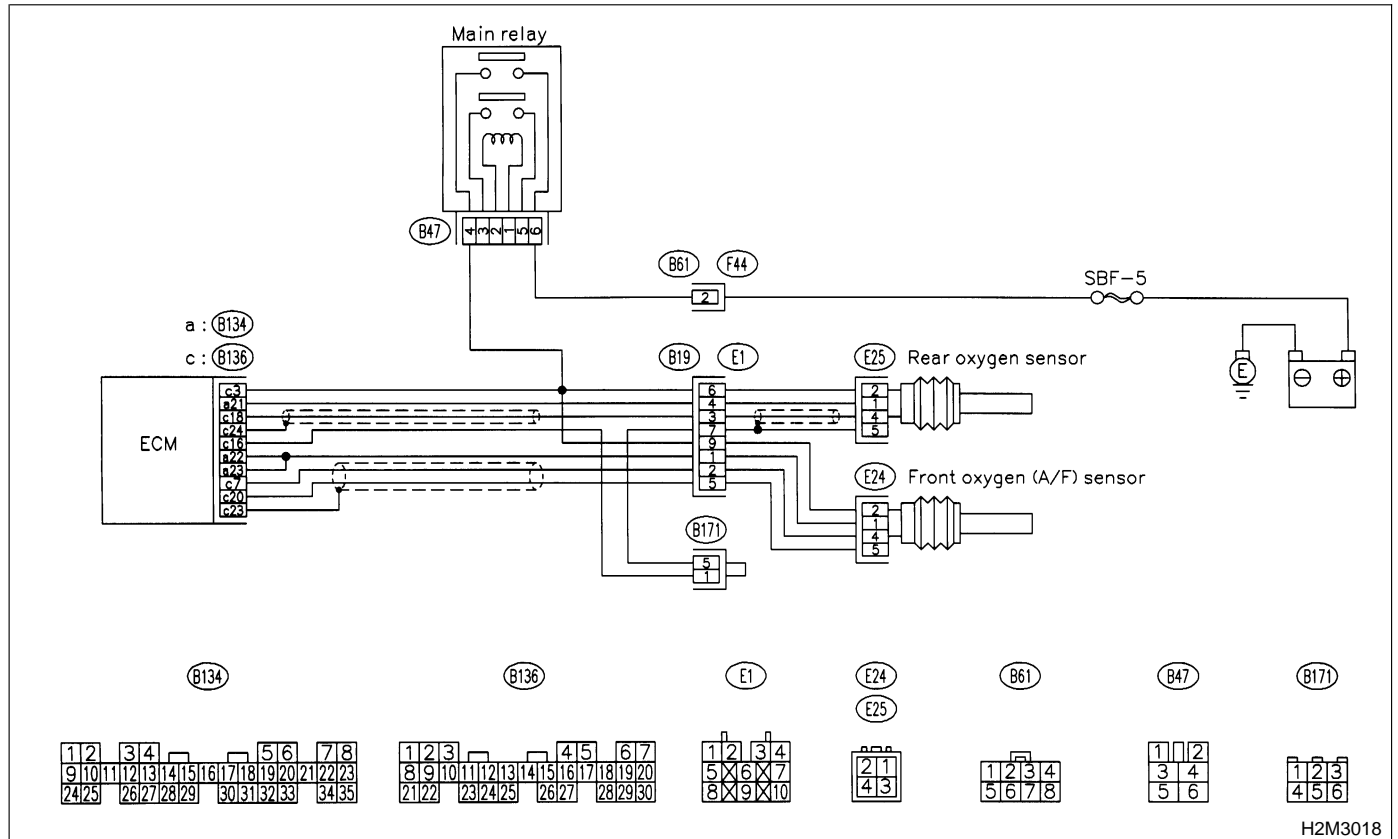 Main relay
B47
4 3 2 1 5 6
B61 F44
2
SBF-5
E
⊖ ⊕
a : B134
c : B136
B19 E1
E25 Rear oxygen sensor
ECM
c3
a21
c18
c24
c16
a22
a23
c7
c20
c23
6
4
3
7
9
1
2
5
2
1
4
5
E24 Front oxygen (A/F) sensor
2
1
4
5
B171
5
1
B134
1 2 3 4 5 6 7 8
9 10 11 12 13 14 15 16 17 18 19 20 21 22 23
24 25 26 27 28 29 30 31 32 33 34 35
B136
1 2 3 4 5 6 7
8 9 10 11 12 13 14 15 16 17 18 19 20
21 22 23 24 25 26 27 28 29 30
E1
1 2 3 4
5 6 7
8 9 10
E24
E25
2 1
4 3
B61
1 2 3 4
5 6 7 8
B47
1 2
3 4
5 6
B171
1 2 3
4 5 6
H2M3018